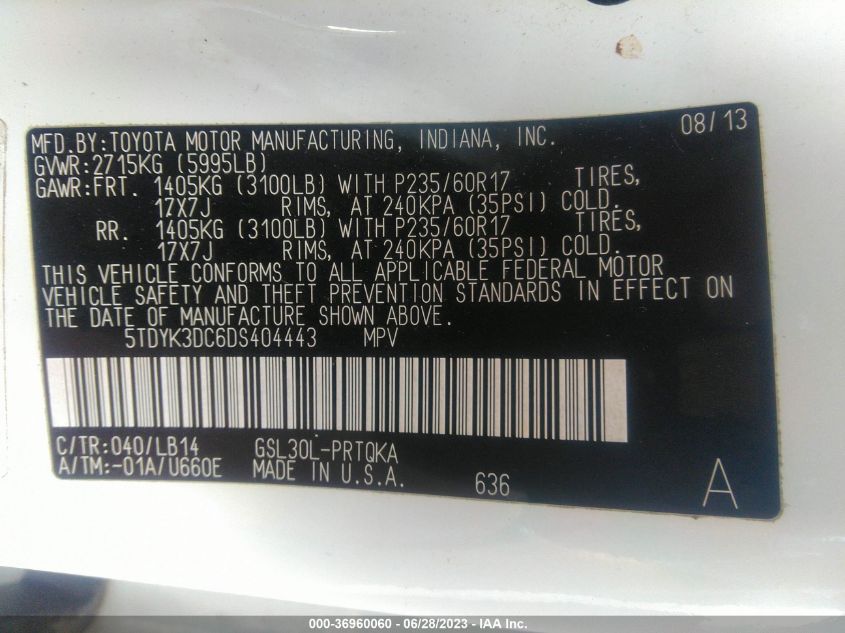 08/13
MFD.BY:TOYOTA MOTOR MANUFACTURING, INDIANA, INC.
GVWR:2715KG (5995LB)
GAWR:FRT. 1405KG (3100LB) WITH P235/60R17 TIRES,
17X7J RIMS, AT 240KPA (35PSI) COLD.
RR. 1405KG (3100LB) WITH P235/60R17 TIRES,
17X7J RIMS, AT 240KPA (35PSI) COLD.
THIS VEHICLE CONFORMS TO ALL APPLICABLE FEDERAL MOTOR
VEHICLE SAFETY AND THEFT PREVENTION STANDARDS IN EFFECT ON
THE DATE OF MANUFACTURE SHOWN ABOVE.
5TDYK3DC6DS404443 MPV
C/TR:040/LB14 GSL30L-PRTQKA
A/TM:-01A/U660E MADE IN U.S.A.
636
A
000-36960060 - 06/28/2023 - IAA Inc.